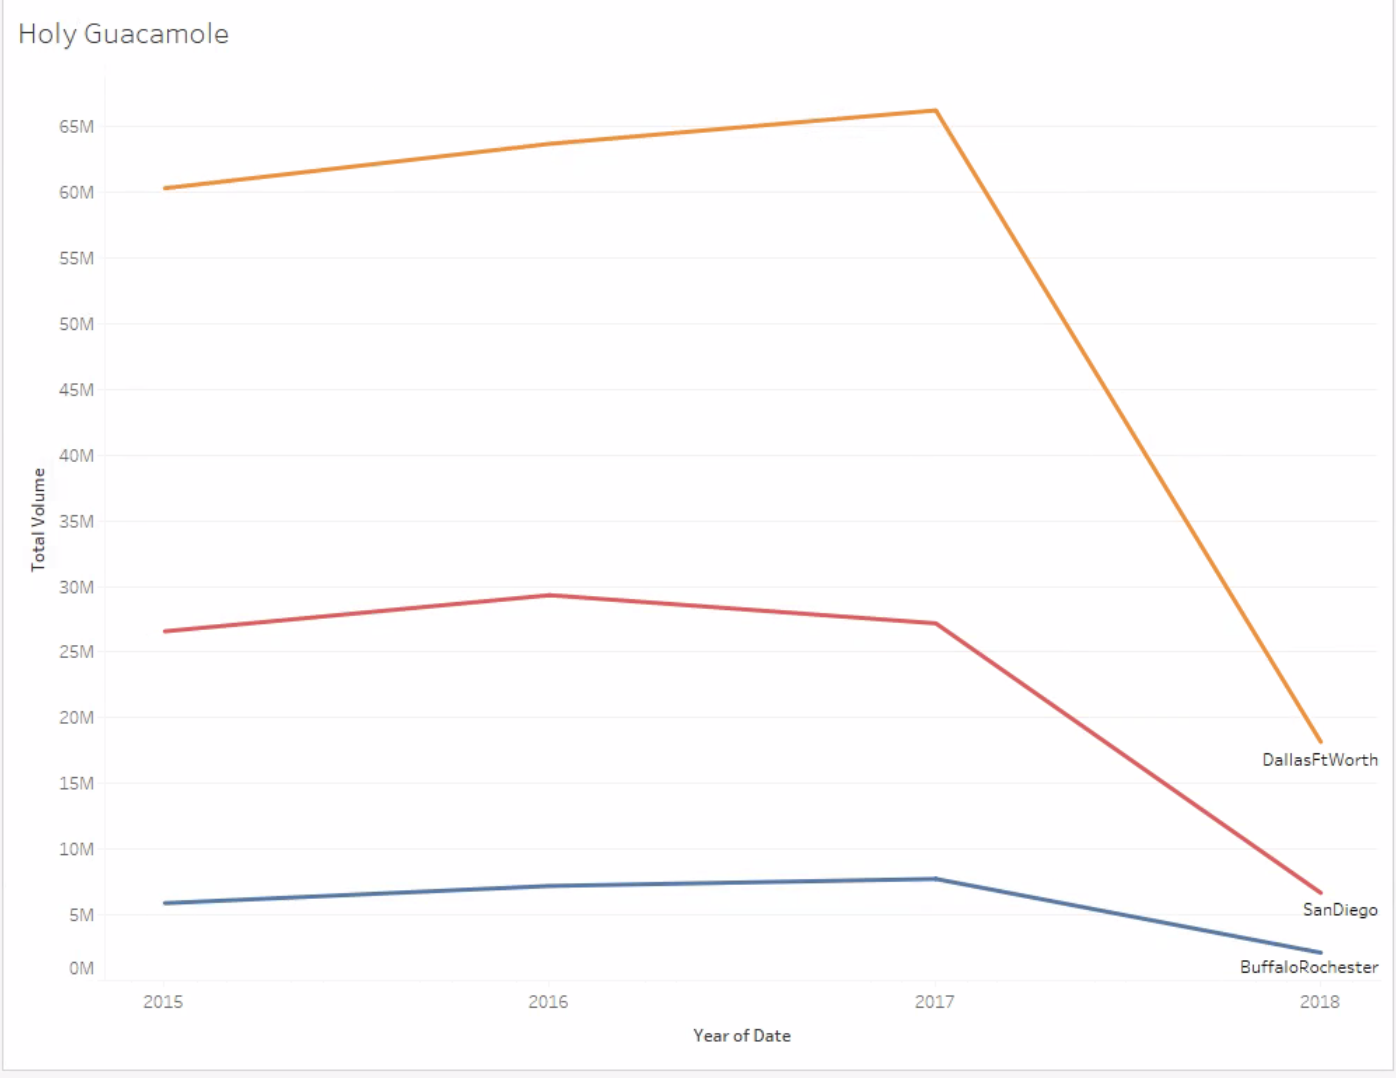 Holy Guacamole
65M
60M
55M
50M
45M
40M
35M
30M
25M
20M
15M
10M
5M
0M
Total Volume
DallasFtWorth
SanDiego
BuffaloRochester
2015 2016 2017 2018
Year of Date